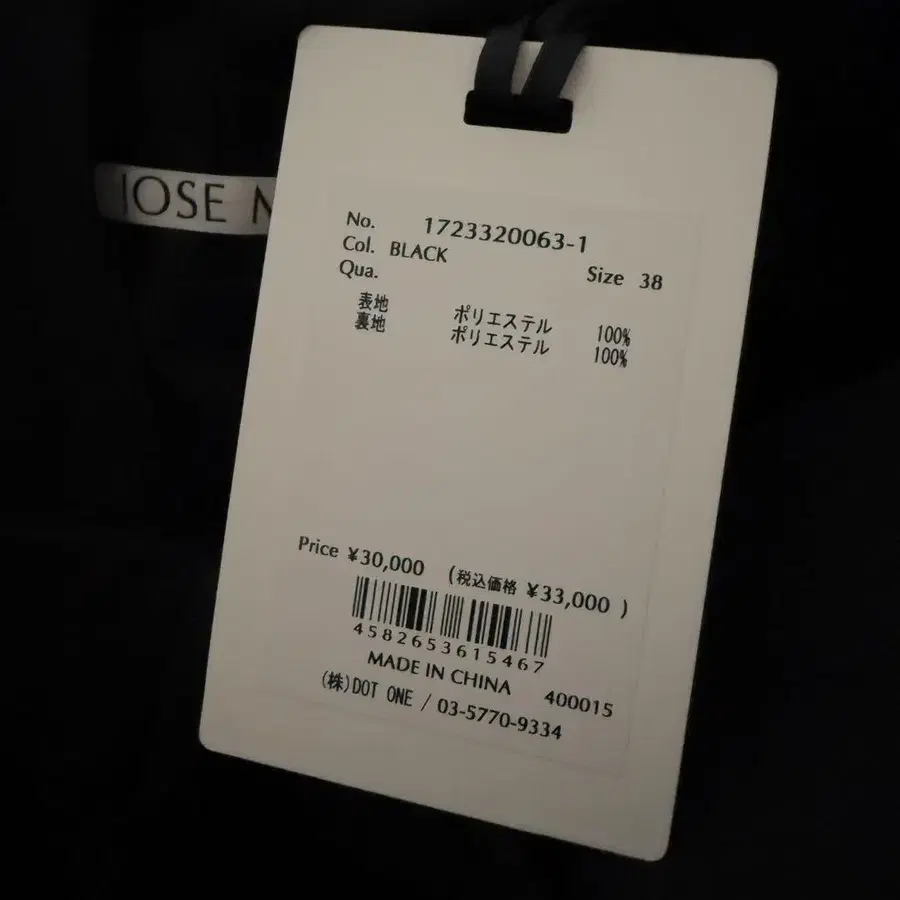 JOSE
No. 1723320063-1
Col. BLACK
Size 38
Qua.
表地 ポリエステル 100%
裏地 ポリエステル 100%
Price ¥30,000 (税込価格 ¥33,000 )
4582653615467
MADE IN CHINA 400015
(株)DOT ONE / 03-5770-9334